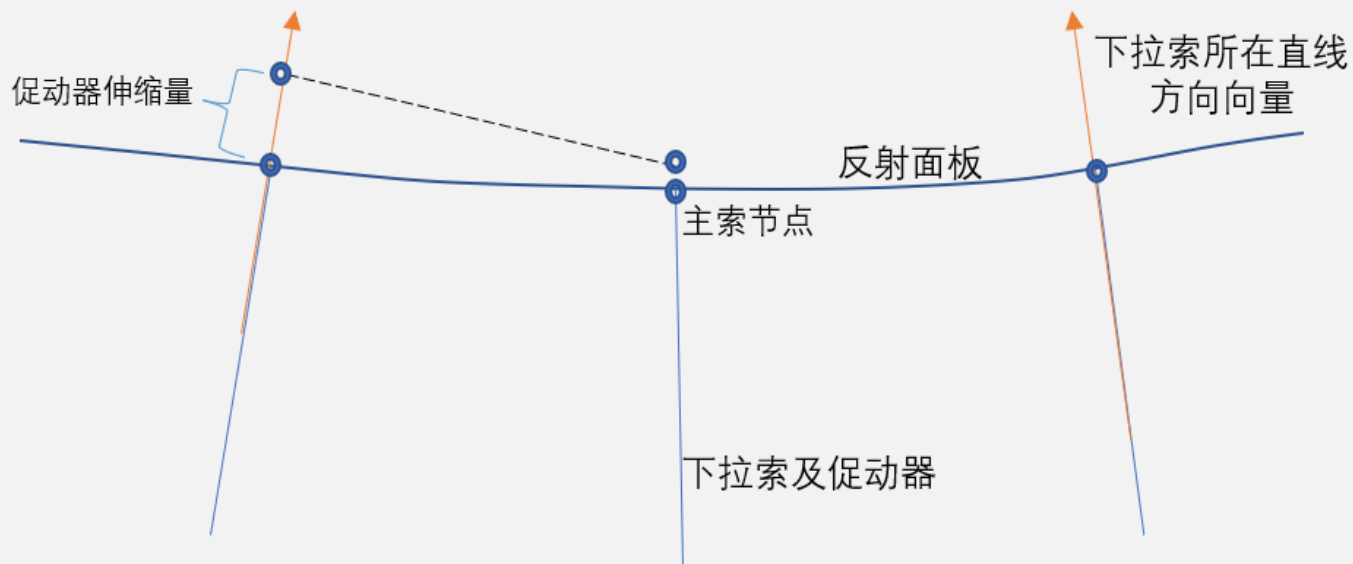 下拉索所在直线
方向向量
促动器伸缩量
反射面板
主索节点
下拉索及促动器